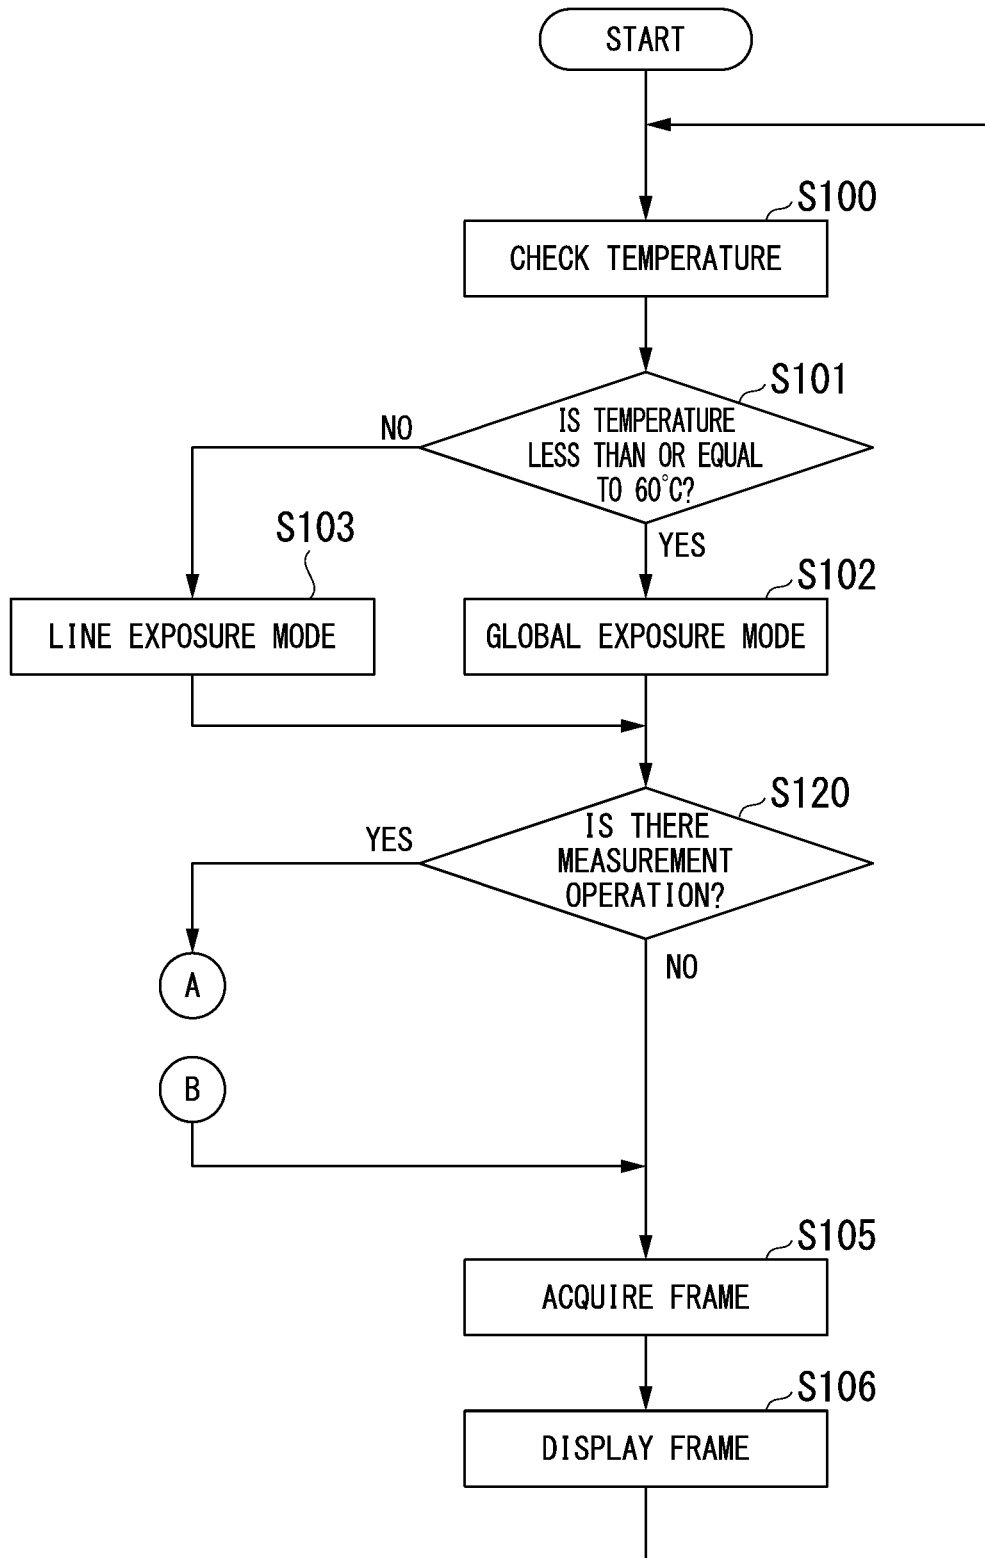 START
S100
CHECK TEMPERATURE
S101
IS TEMPERATURE
LESS THAN OR EQUAL
TO 60°C?
NO
YES
S103
LINE EXPOSURE MODE
S102
GLOBAL EXPOSURE MODE
S120
IS THERE
MEASUREMENT
OPERATION?
YES
NO
A
B
S105
ACQUIRE FRAME
S106
DISPLAY FRAME